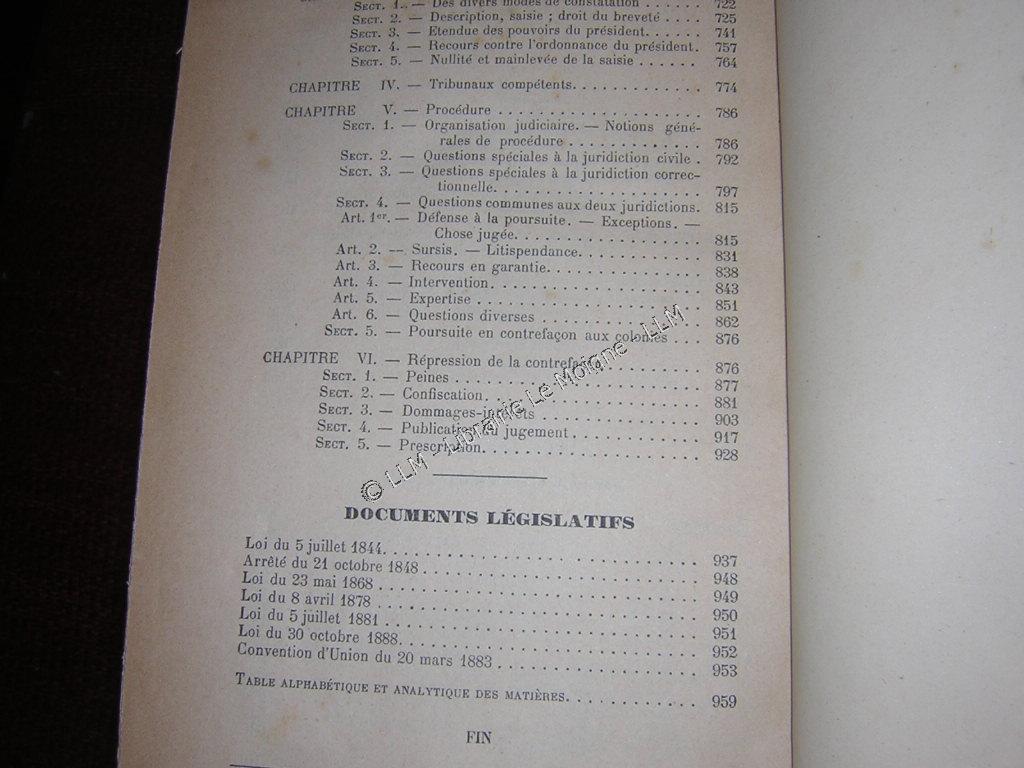 SECT. 1.. — Des divers modes de constatation . . . . . . 722
SECT. 2. — Description, saisie ; droit du breveté . . . . 725
SECT. 3. — Etendue des pouvoirs du président. . . . . . 741
SECT. 4. — Recours contre l'ordonnance du président. 757
SECT. 5. — Nullité et mainlevée de la saisie . . . . . . 764
CHAPITRE IV. — Tribunaux compétents. . . . . . . . . . . . . 774
CHAPITRE V. — Procédure . . . . . . . . . . . . . . . . . . . . 786
SECT. 1. — Organisation judiciaire. — Notions géné-
rales de procédure . . . . . . . . . . . . . 786
SECT. 2. — Questions spéciales à la juridiction civile . 792
SECT. 3. — Questions spéciales à la juridiction correc-
tionnelle. . . . . . . . . . . . . . . . . . . . 797
SECT. 4. — Questions communes aux deux juridictions. 815
Art. 1er. — Défense à la poursuite. — Exceptions. —
Chose jugée. . . . . . . . . . . . . . . . . . 815
Art. 2. — Sursis. — Litispendance. . . . . . . . . . . . 831
Art. 3. — Recours en garantie. . . . . . . . . . . . . . . 838
Art. 4. — Intervention. . . . . . . . . . . . . . . . . . . . 843
Art. 5. — Expertise . . . . . . . . . . . . . . . . . . . . . 851
Art. 6. — Questions diverses . . . . . . . . . . . . . . . 862
SECT. 5. — Poursuite en contrefaçon aux colonies . . . 876
CHAPITRE VI. — Répression de la contrefaçon. . . . . . . . . 876
SECT. 1. — Peines . . . . . . . . . . . . . . . . . . . . . . 877
SECT. 2. — Confiscation. . . . . . . . . . . . . . . . . . . 881
SECT. 3. — Dommages-intérêts . . . . . . . . . . . . . . 903
SECT. 4. — Publication du jugement . . . . . . . . . . . 917
SECT. 5. — Prescription. . . . . . . . . . . . . . . . . . . 928
© LLM - Librairie Le Moigne - LLM
DOCUMENTS LÉGISLATIFS
Loi du 5 juillet 1844. . . . . . . . . . . . . . . . . . . . . . . . . 937
Arrêté du 21 octobre 1848 . . . . . . . . . . . . . . . . . . . . . 948
Loi du 23 mai 1868 . . . . . . . . . . . . . . . . . . . . . . . . . 949
Loi du 8 avril 1878 . . . . . . . . . . . . . . . . . . . . . . . . . 950
Loi du 5 juillet 1881 . . . . . . . . . . . . . . . . . . . . . . . . 951
Loi du 30 octobre 1888. . . . . . . . . . . . . . . . . . . . . . . 952
Convention d'Union du 20 mars 1883 . . . . . . . . . . . . . . . 953
TABLE ALPHABÉTIQUE ET ANALYTIQUE DES MATIÈRES. . . . . . . . . . 959
FIN